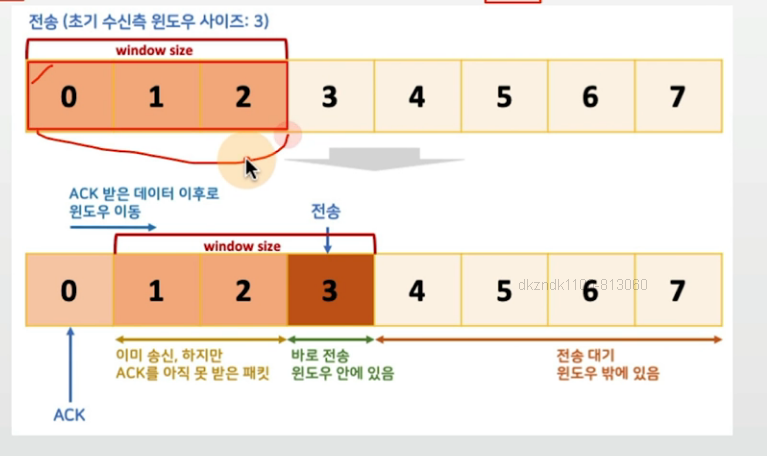 전송 (초기 수신측 윈도우 사이즈: 3)
window size
0 1 2 3 4 5 6 7
ACK 받은 데이터 이후로
윈도우 이동
전송
window size
0 1 2 3 4 5 6 7
이미 송신, 하지만
ACK를 아직 못 받은 패킷
바로 전송
윈도우 안에 있음
전송 대기
윈도우 밖에 있음
ACK